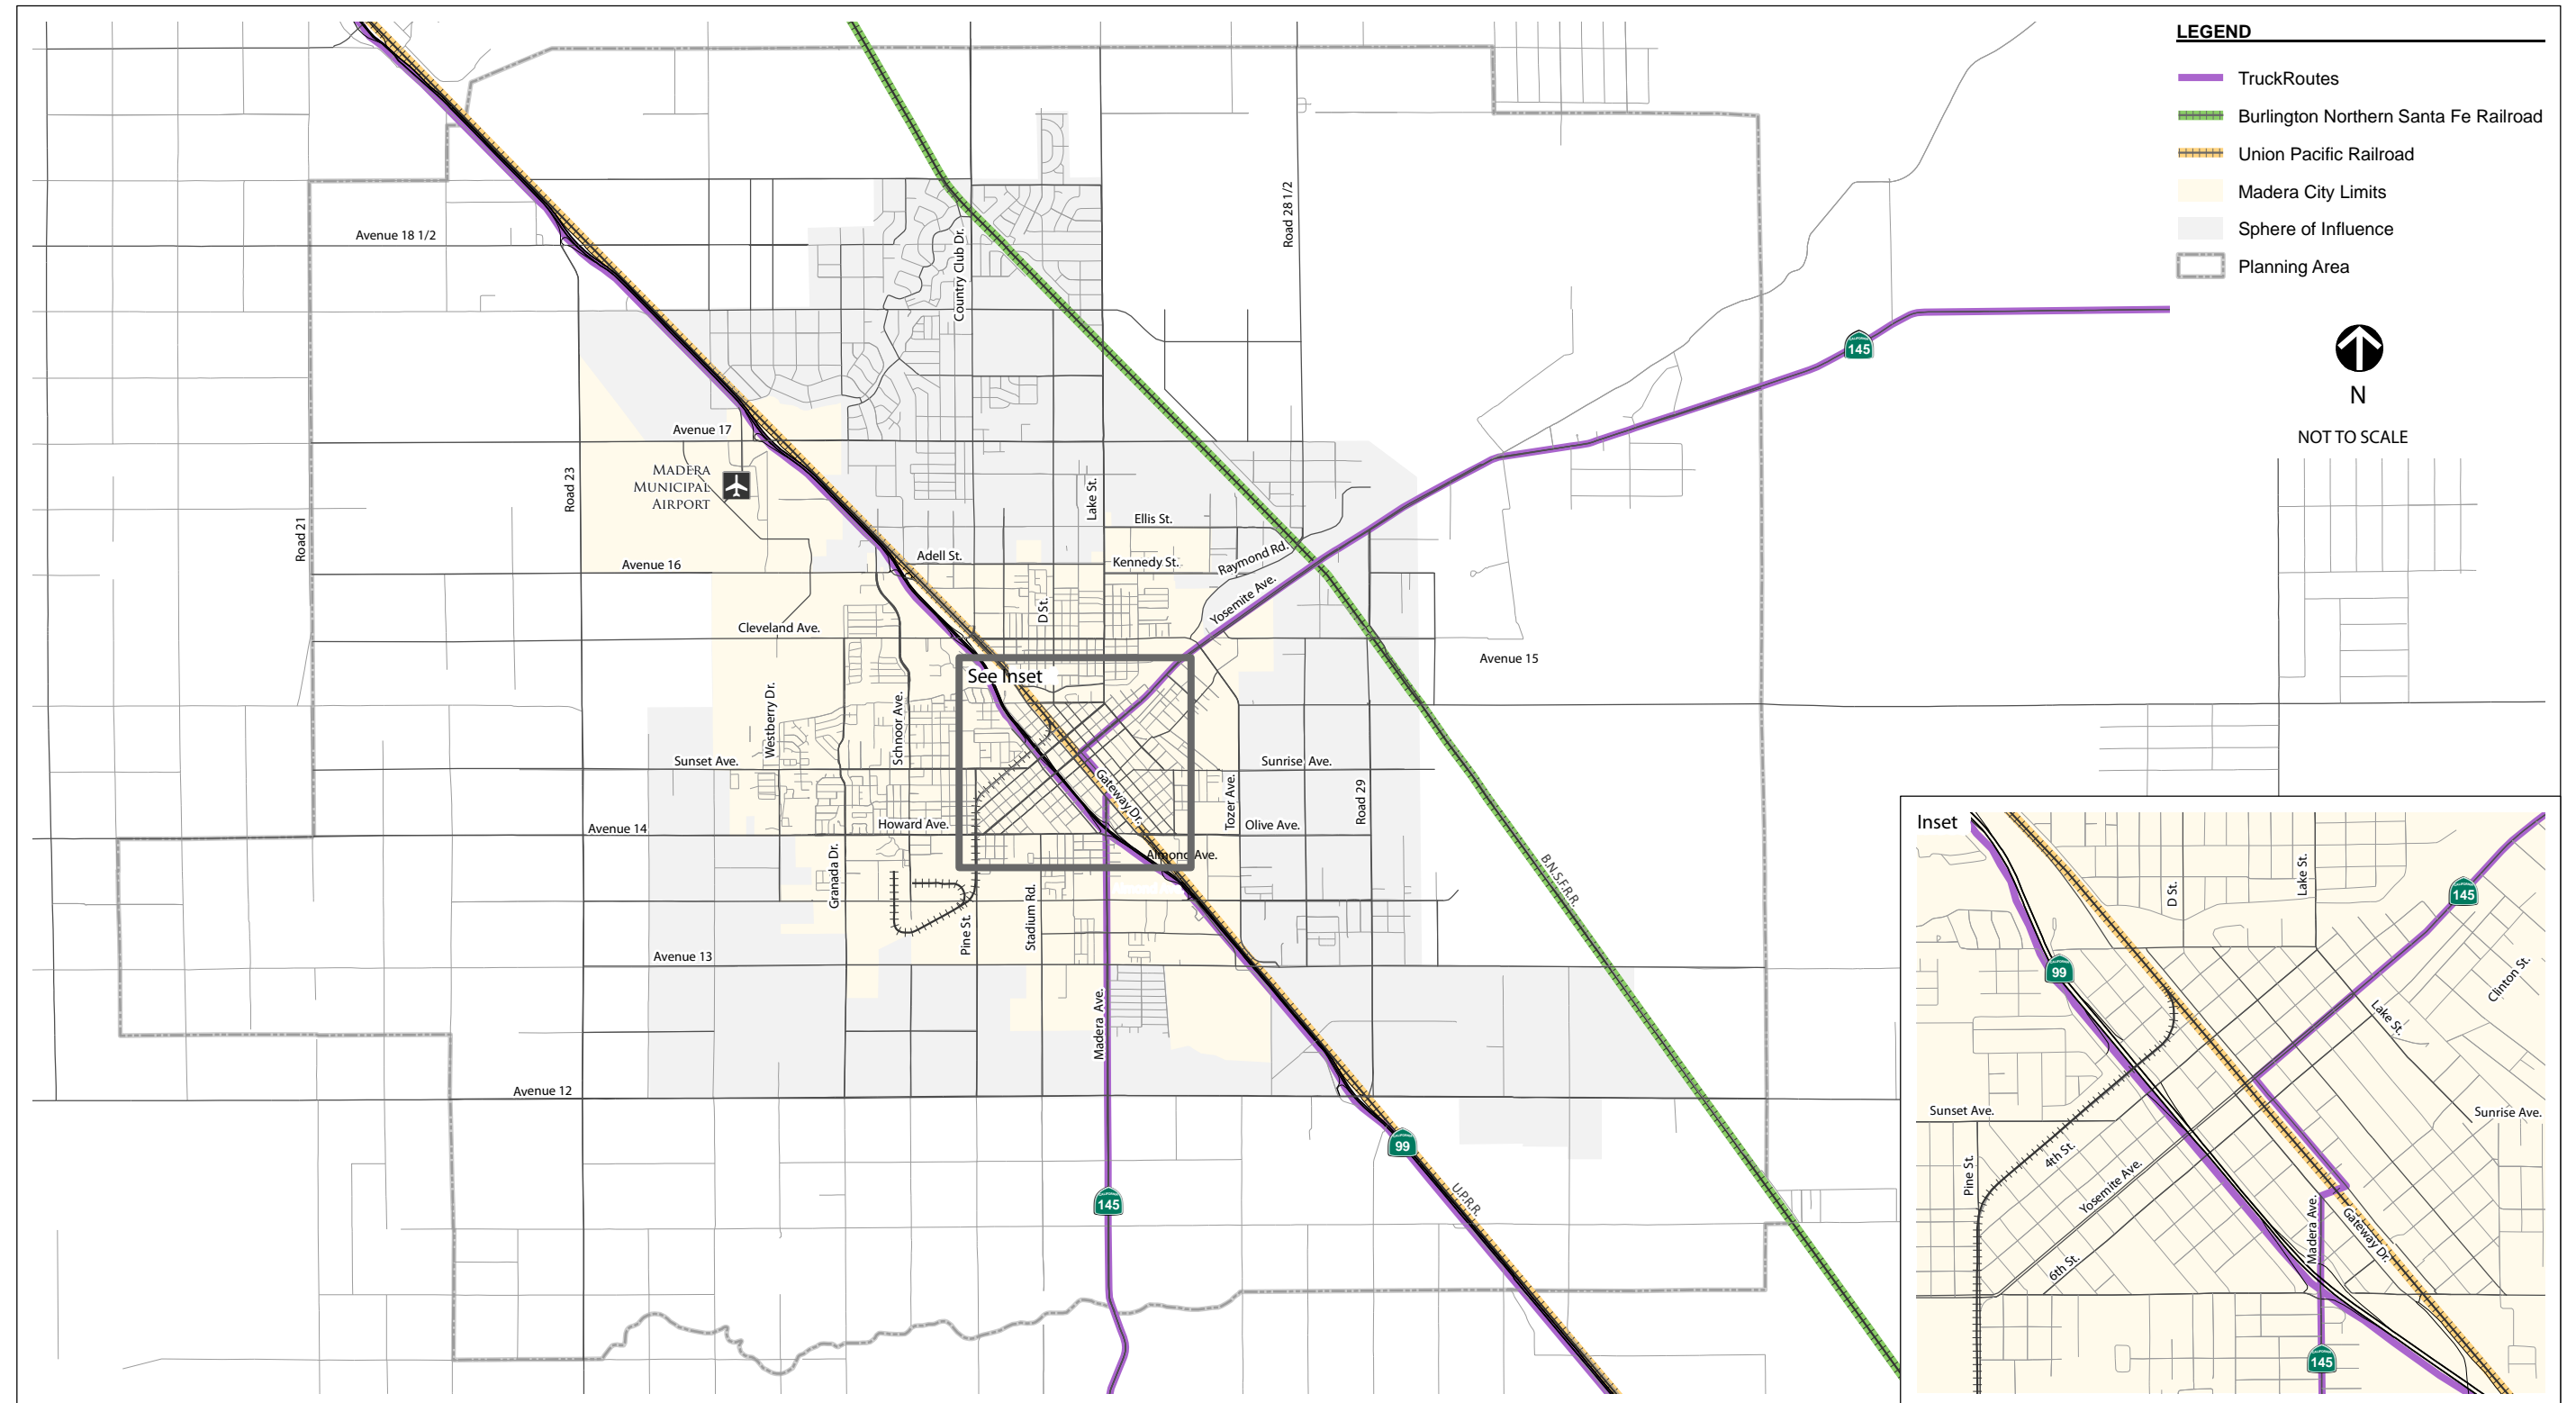 LEGEND
TruckRoutes
Burlington Northern Santa Fe Railroad
Union Pacific Railroad
Madera City Limits
Sphere of Influence
Planning Area
N
NOT TO SCALE
Avenue 18 1/2
Country Club Dr.
Road 28 1/2
145
Avenue 17
MADERA
MUNICIPAL
AIRPORT
Road 23
Road 21
Lake St.
Ellis St.
Adell St.
Kennedy St.
Raymond Rd.
Avenue 16
Yosemite Ave.
D St.
Cleveland Ave.
Avenue 15
See Inset
Westberry Dr.
Schnoor Ave.
Sunset Ave.
Sunrise Ave.
Gateway Dr.
Tozer Ave.
Road 29
Avenue 14
Howard Ave.
Olive Ave.
Almond Ave.
Granada Dr.
Pine St.
Stadium Rd.
B.N.S.F.R.R.
Avenue 13
Madera Ave.
Avenue 12
99
145
U.P.R.R.
Inset
D St.
Lake St.
145
99
Clinton St.
Lake St.
Sunset Ave.
Sunrise Ave.
4th St.
Pine St.
Yosemite Ave.
6th St.
Madera Ave.
Gateway Dr.
145